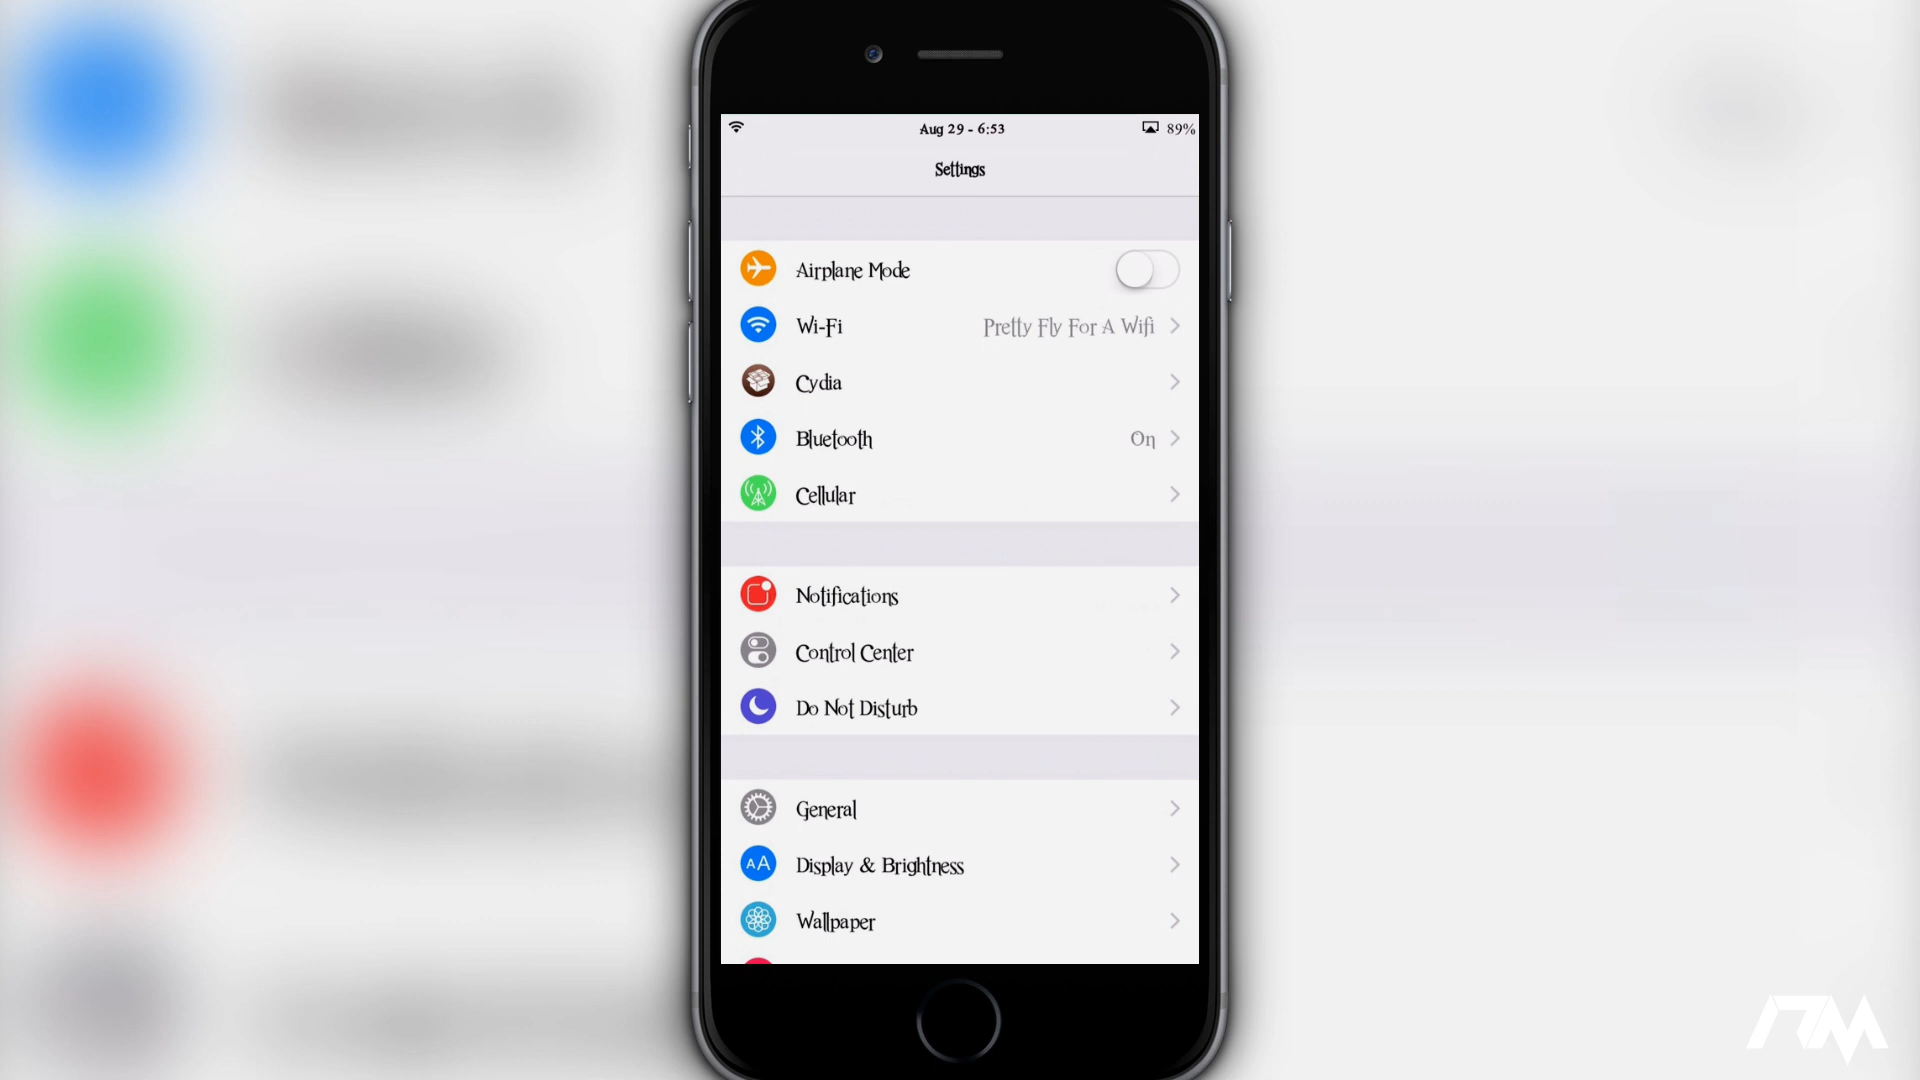 Aug 29 - 6:53
89%
Settings
Airplane Mode
Wi-Fi
Pretty Fly For A Wifi
Cydia
Bluetooth
On
Cellular
Notifications
Control Center
Do Not Disturb
General
AA
Display & Brightness
Wallpaper